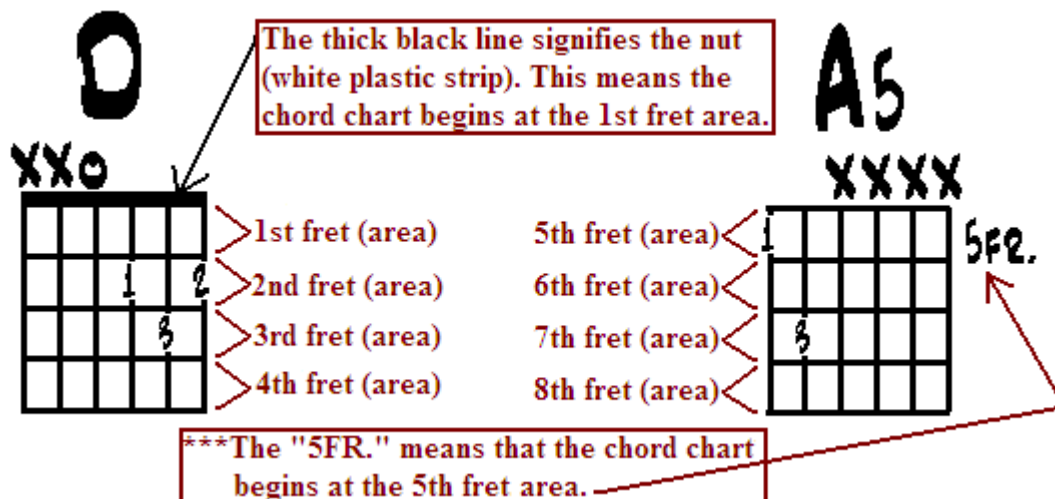 D
The thick black line signifies the nut
(white plastic strip). This means the
chord chart begins at the 1st fret area.
A5
XXO
XXXX
1st fret (area)
2nd fret (area)
3rd fret (area)
4th fret (area)
1 2
3
5th fret (area)
6th fret (area)
7th fret (area)
8th fret (area)
1
3
5FR.
***The "5FR." means that the chord chart
begins at the 5th fret area.